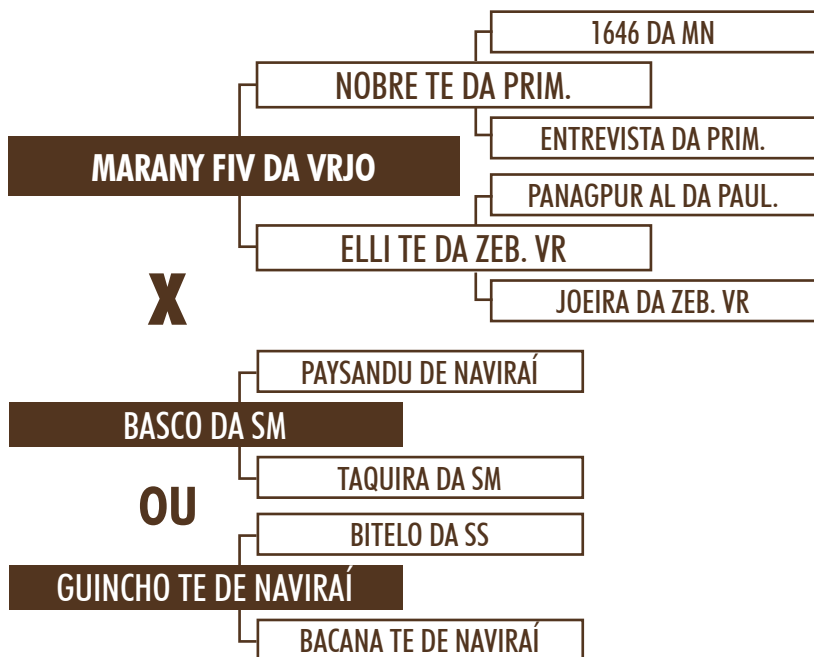 1646 DA MN
NOBRE TE DA PRIM.
ENTREVISTA DA PRIM.
MARANY FIV DA VRJO
PANAGPUR AL DA PAUL.
ELLI TE DA ZEB. VR
JOEIRA DA ZEB. VR
X
PAYSANDU DE NAVIRAÍ
BASCO DA SM
TAQUIRA DA SM
OU
BITELO DA SS
GUINCHO TE DE NAVIRAÍ
BACANA TE DE NAVIRAÍ